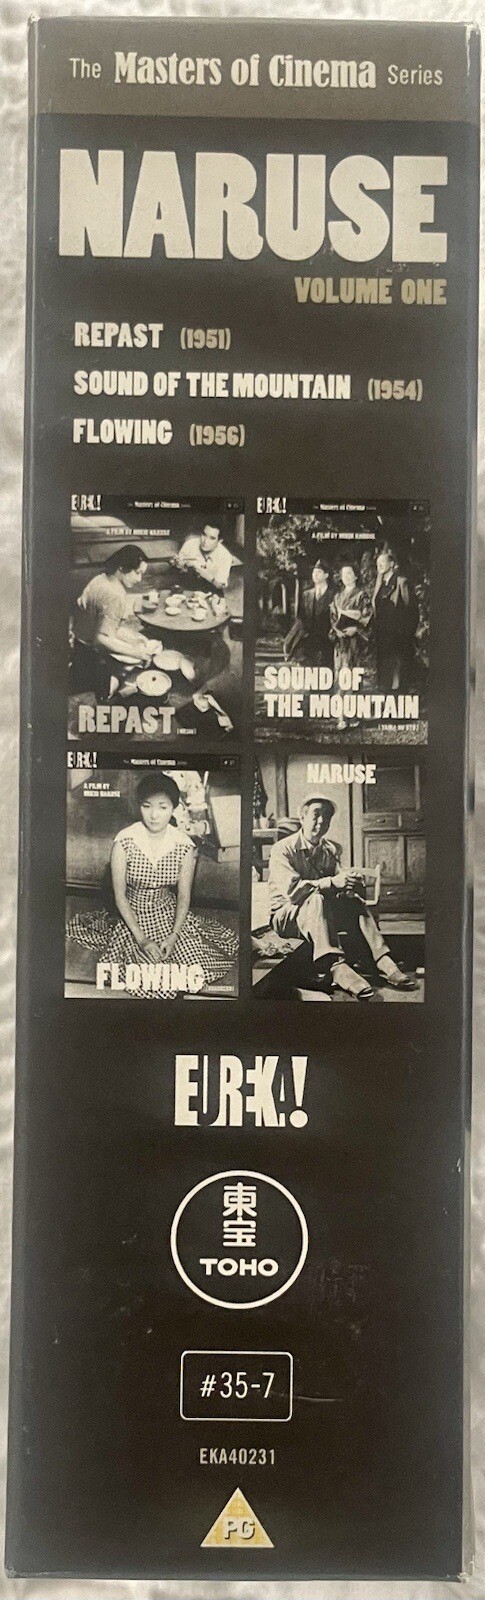 The Masters of Cinema Series
NARUSE
VOLUME ONE
REPAST (1951)
SOUND OF THE MOUNTAIN (1954)
FLOWING (1956)
EUREKA!
The Masters of Cinema Series
A FILM BY MIKIO NARUSE
REPAST
EUREKA!
The Masters of Cinema Series
A FILM BY MIKIO NARUSE
SOUND OF
THE MOUNTAIN
EUREKA!
The Masters of Cinema Series
A FILM BY
MIKIO NARUSE
FLOWING
NARUSE
EUREKA!
東宝
TOHO
#35-7
EKA40231
PG